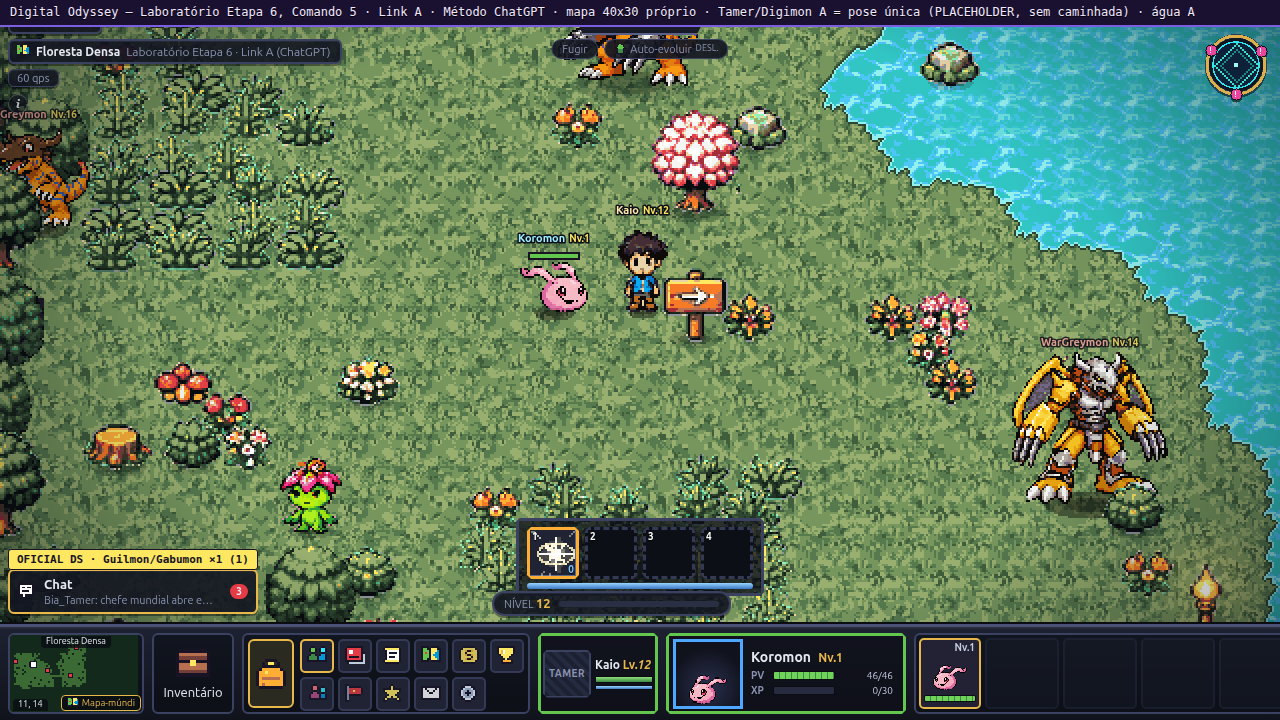 Digital Odyssey — Laboratório Etapa 6, Comando 5 · Link A · Método ChatGPT · mapa 40x30 próprio · Tamer/Digimon A = pose única (PLACEHOLDER, sem caminhada) · água A
Floresta Densa Laboratório Etapa 6 · Link A (ChatGPT)
Fugir
Auto-evoluir DESL.
60 qps
i
Greymon Nv.16
Kaio Nv.12
Koromon Nv.1
WarGreymon Nv.14
OFICIAL DS · Guilmon/Gabumon ×1 (1)
Chat
Bia_Tamer: chefe mundial abre e…
3
1
0
2
3
4
NÍVEL 12
Floresta Densa
11, 14
Mapa-múndi
Inventário
TAMER
Kaio Lv.12
Koromon Nv.1
PV 46/46
XP 0/30
Nv.1